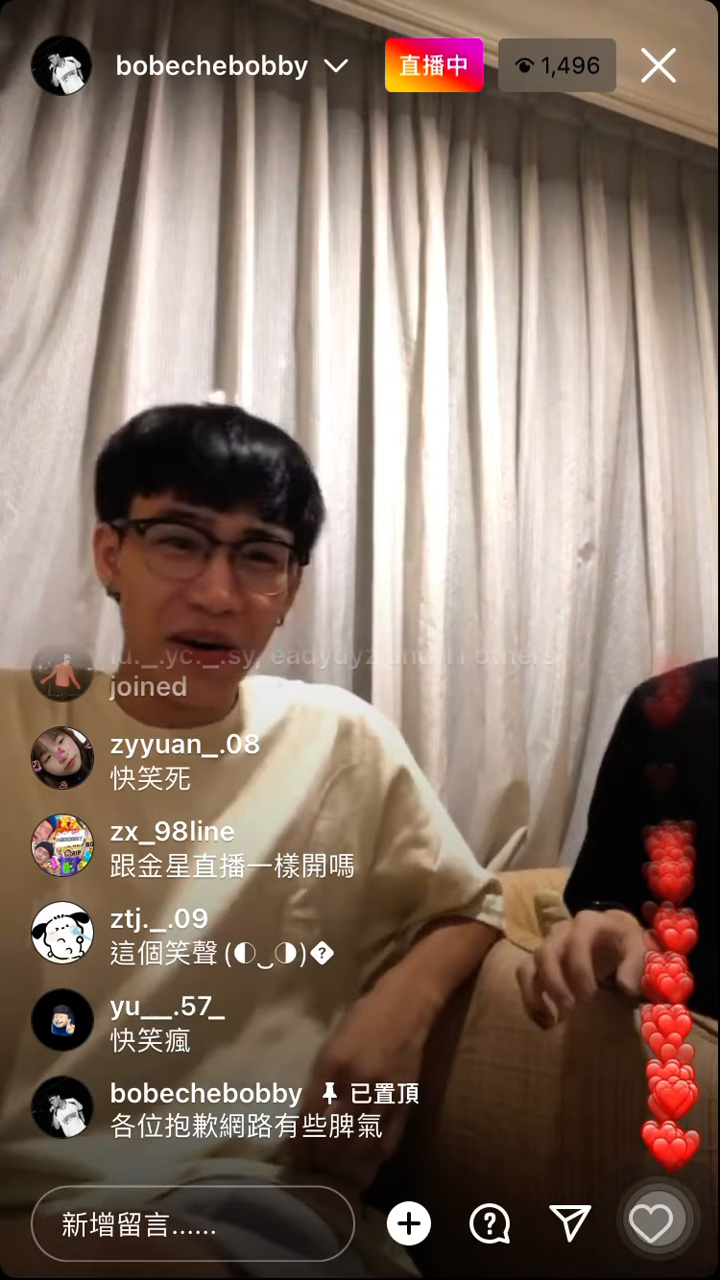 bobechebobby
直播中
1,496
joined
zyyuan_.08
快笑死
zx_98line
跟金星直播一樣開嗎
ztj._.09
這個笑聲 (◐‿◑)�
yu__.57_
快笑瘋
bobechebobby 已置頂
各位抱歉網路有些脾氣
新增留言......